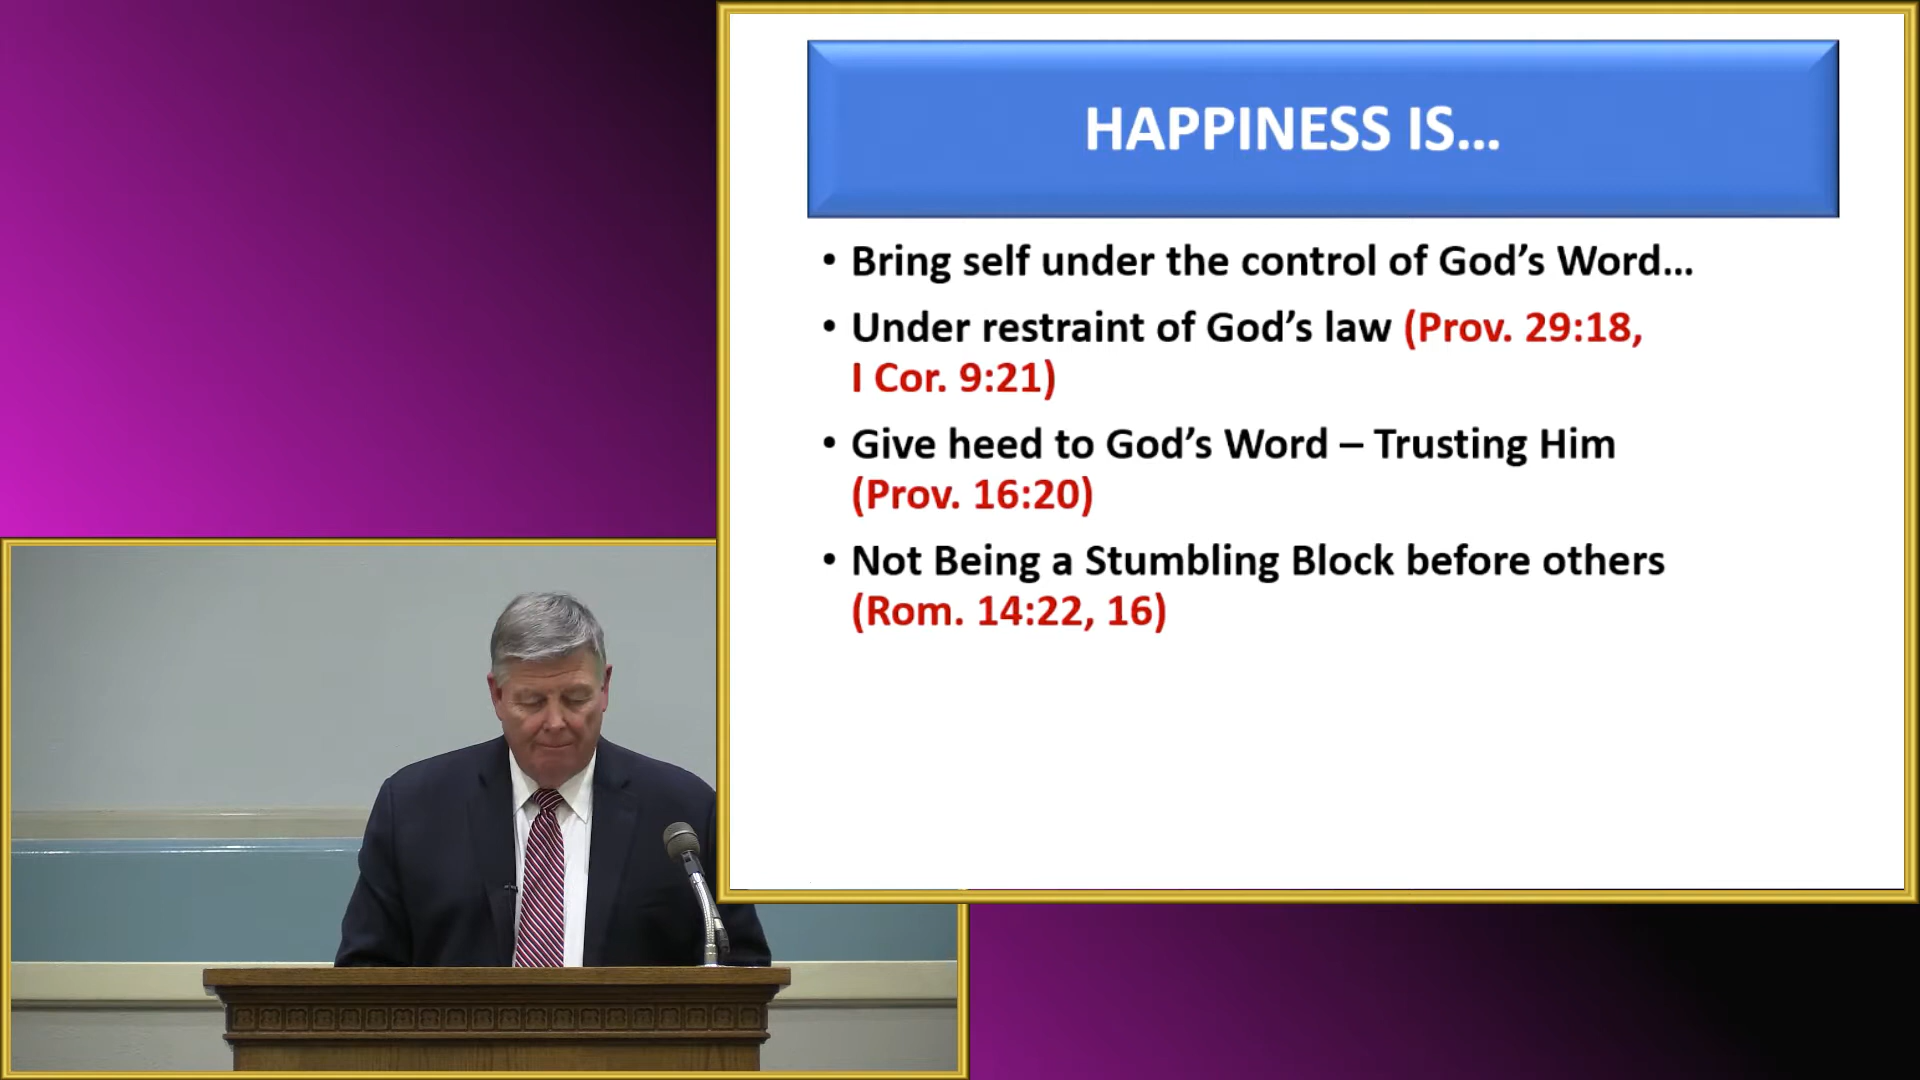 HAPPINESS IS...
• Bring self under the control of God's Word...
• Under restraint of God's law (Prov. 29:18,
I Cor. 9:21)
• Give heed to God's Word – Trusting Him
(Prov. 16:20)
• Not Being a Stumbling Block before others
(Rom. 14:22, 16)